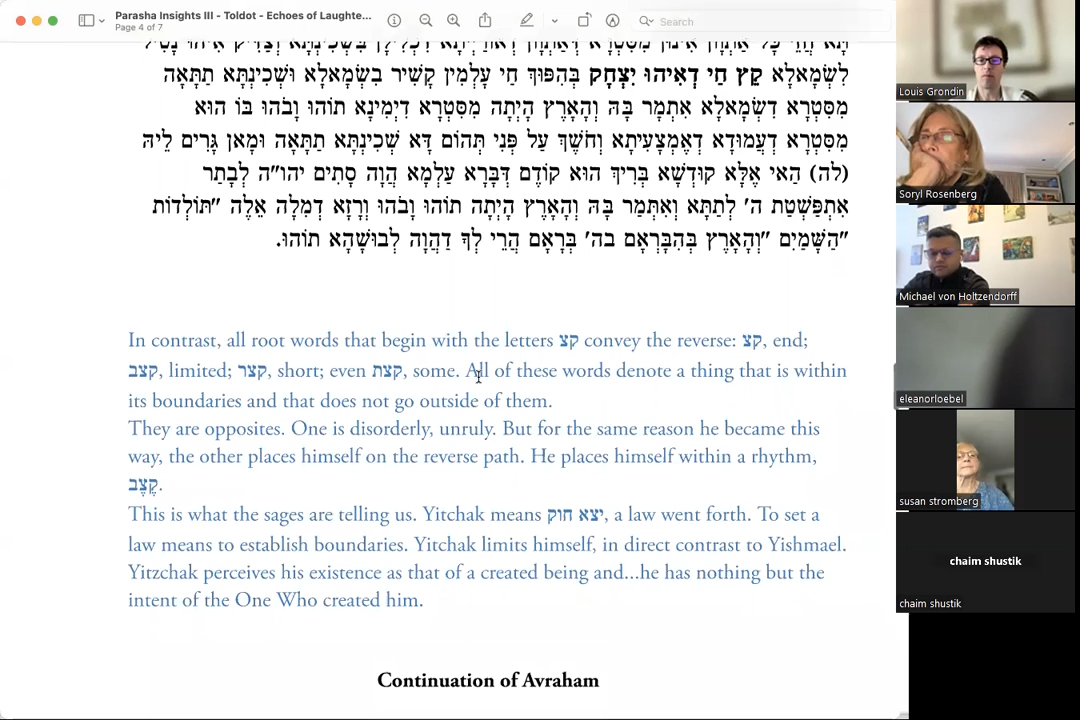 Parasha Insights III - Toldot - Echoes of Laughte...
Page 4 of 7
Search
לִשְׂמָאלָא קֵץ חַי דְאִיהוּ יִצְחָק בְּהִפּוּךְ חַי עָלְמִין קָשִׁיר בִּשְׂמָאלָא וּשְׁכִינְתָּא תַּתָּאָה
מִסִּטְרָא דִשְׂמָאלָא אִתְמָר בָּהּ וְהָאָרֶץ הָיְתָה מִסִּטְרָא דִימִינָא תוֹהוּ וָבֹהוּ בּוֹ הוּא
מִסִּטְרָא דְעַמּוּדָא דְאֶמְצָעִיתָא וְחֹשֶׁךְ עַל פְּנֵי תְּהוֹם דָּא שְׁכִינְתָּא תַּתָּאָה וּמָאן גָּרִים לֵיהּ
(לה) הַאי אֶלָּא קוּדְשָׁא בְּרִיךְ הוּא קוֹדֶם דְּבָרָא עַלְמָא הֲוָה סָתִים יהו"ה לְבָתַר
אִתְפַּשְּׁטַת ה' לְתַתָּא וְאִתְּמַר בָּהּ וְהָאָרֶץ הָיְתָה תוֹהוּ וָבֹהוּ וְרָזָא דְמִלָּה אֵלֶּה "תּוֹלְדוֹת
"הַשָּׁמַיִם "וְהָאָרֶץ בְּהִבָּרְאָם בה' בְּרָאָם הֲרֵי לְךָ דַהֲוָה לְבוּשָׁהָא תוֹהוּ.
In contrast, all root words that begin with the letters קצ convey the reverse: קצ, end;
קצב, limited; קצר, short; even קצת, some. All of these words denote a thing that is within
its boundaries and that does not go outside of them.
They are opposites. One is disorderly, unruly. But for the same reason he became this
way, the other places himself on the reverse path. He places himself within a rhythm,
קֶצֶב.
This is what the sages are telling us. Yitchak means יצא חוק, a law went forth. To set a
law means to establish boundaries. Yitchak limits himself, in direct contrast to Yishmael.
Yitzchak perceives his existence as that of a created being and...he has nothing but the
intent of the One Who created him.
Continuation of Avraham
Louis Grondin
Soryl Rosenberg
Michael von Holtzendorff
eleanorloebel
susan stromberg
chaim shustik
chaim shustik